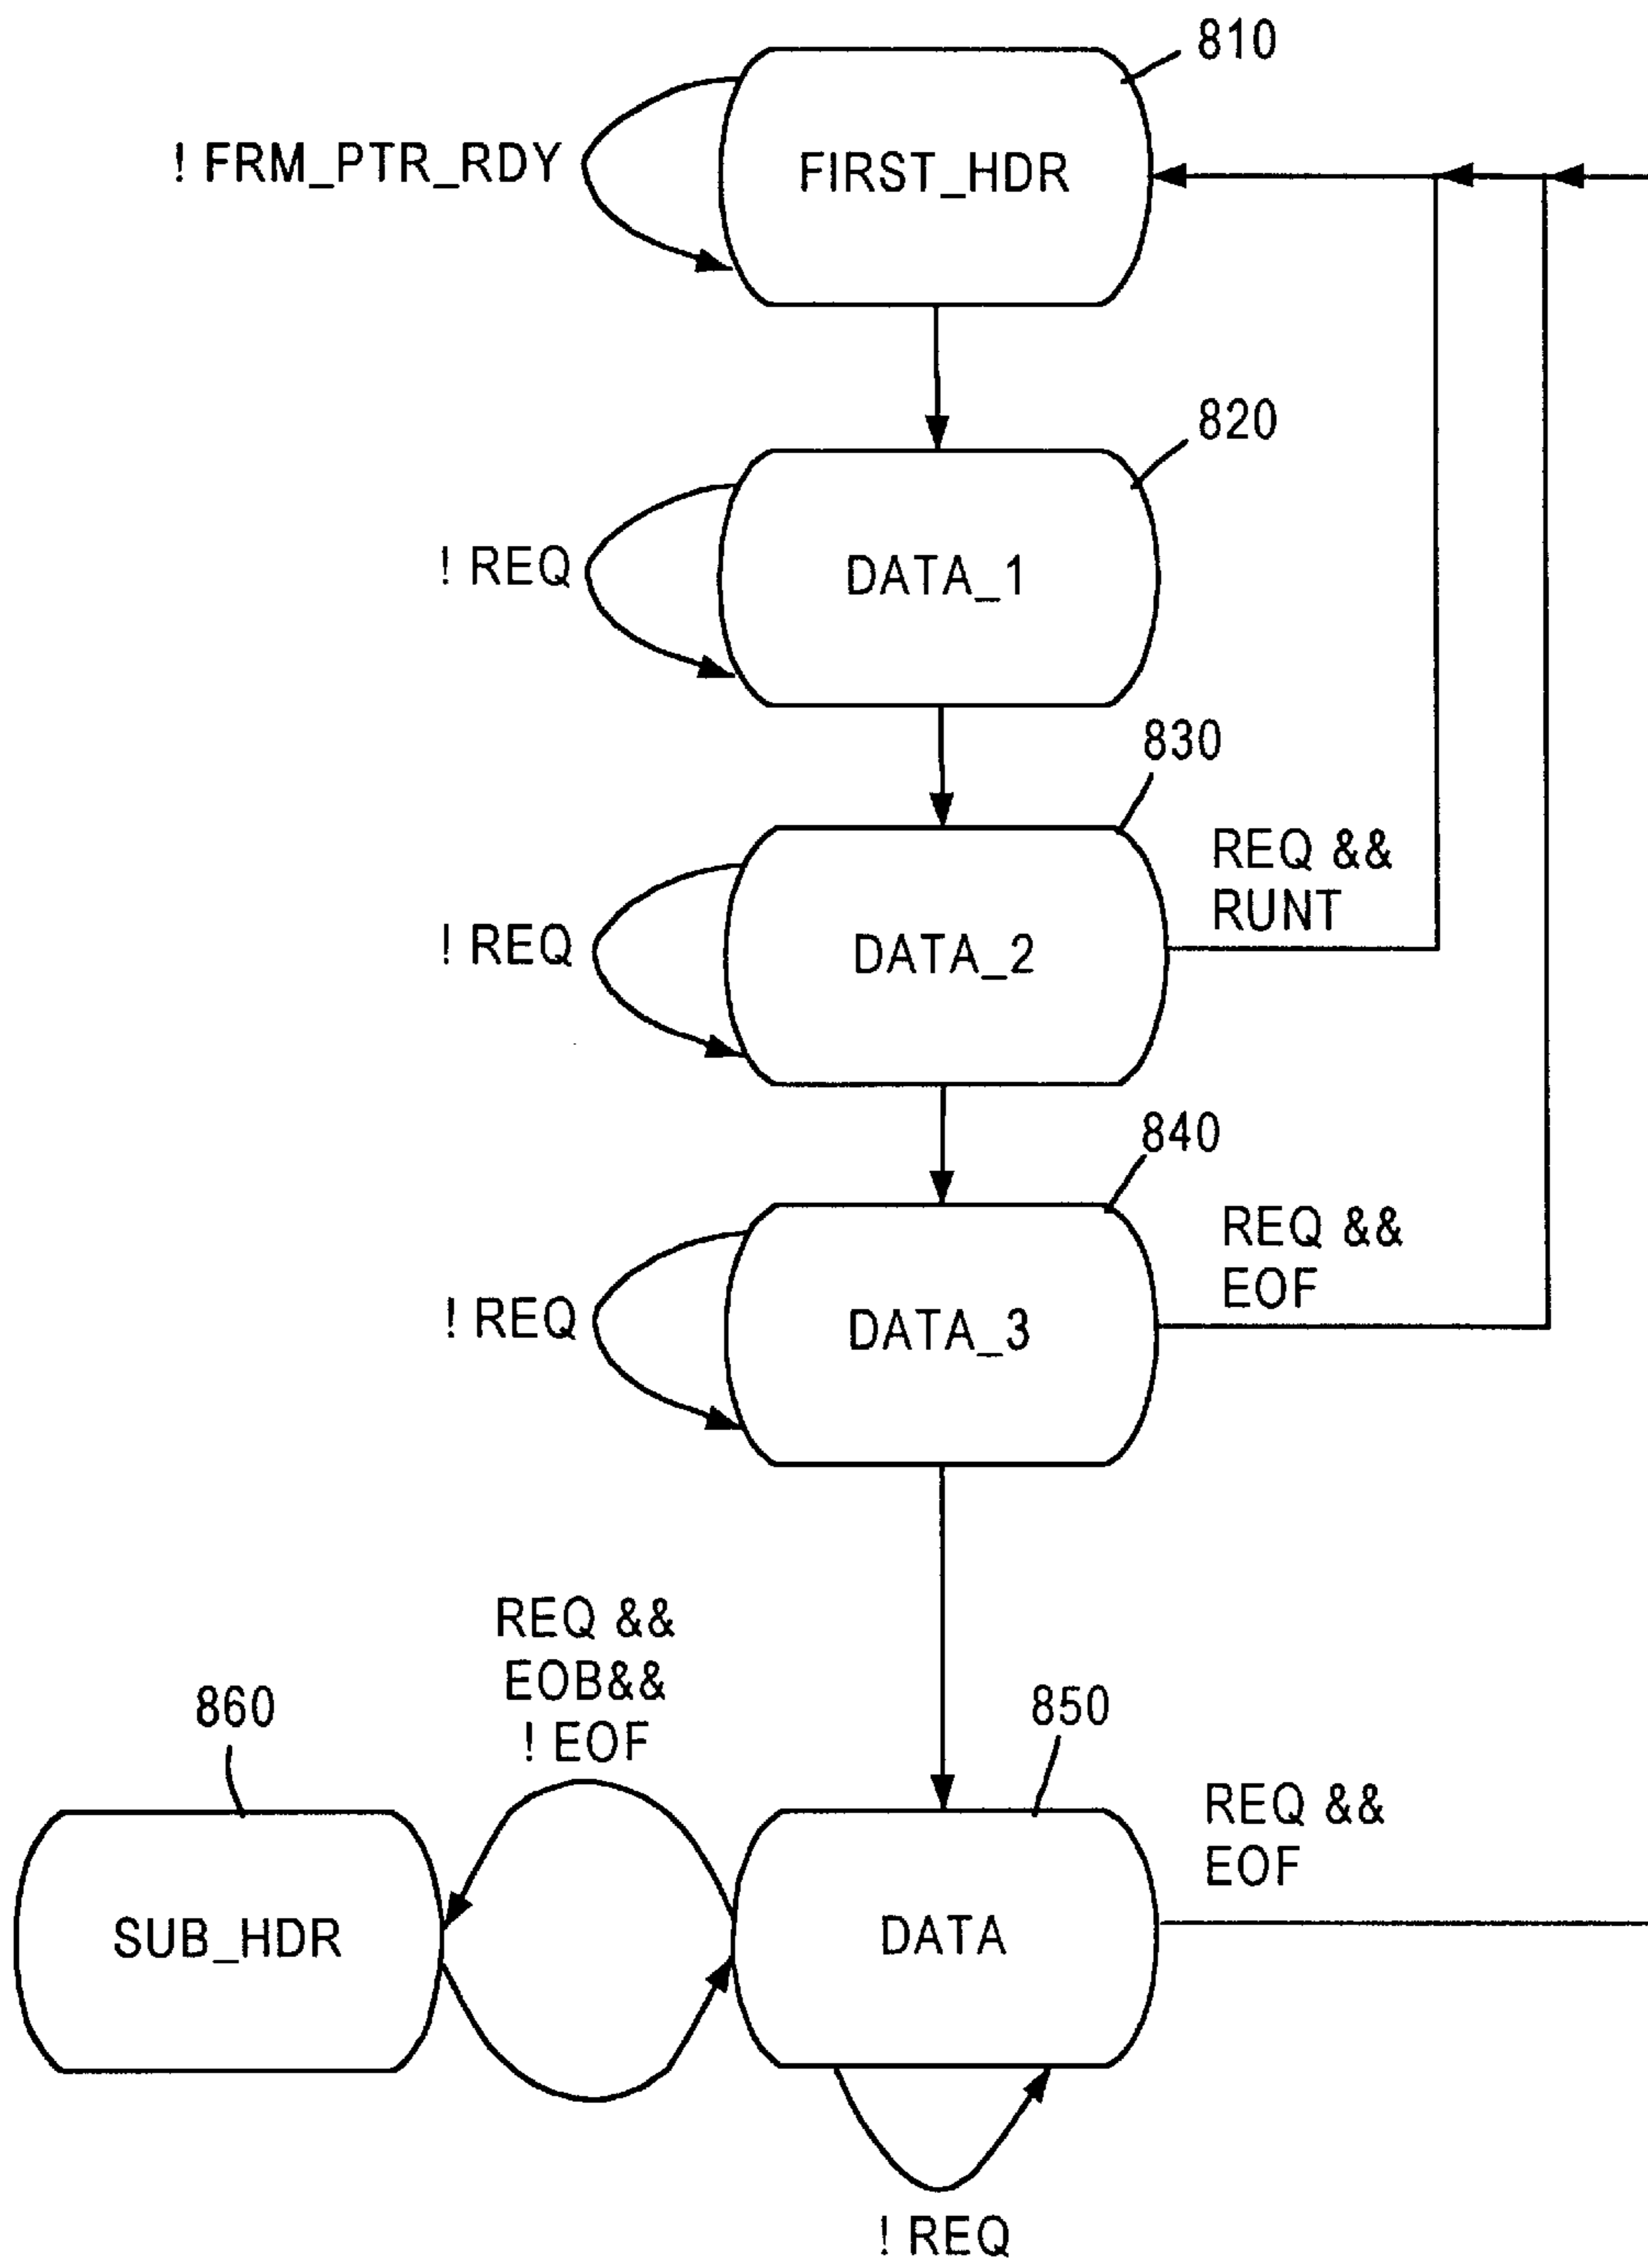 810
! FRM_PTR_RDY
FIRST_HDR
820
! REQ
DATA_1
830
REQ &&
RUNT
! REQ
DATA_2
840
REQ &&
EOF
! REQ
DATA_3
REQ &&
EOB&&
! EOF
860
850
REQ &&
EOF
SUB_HDR
DATA
! REQ